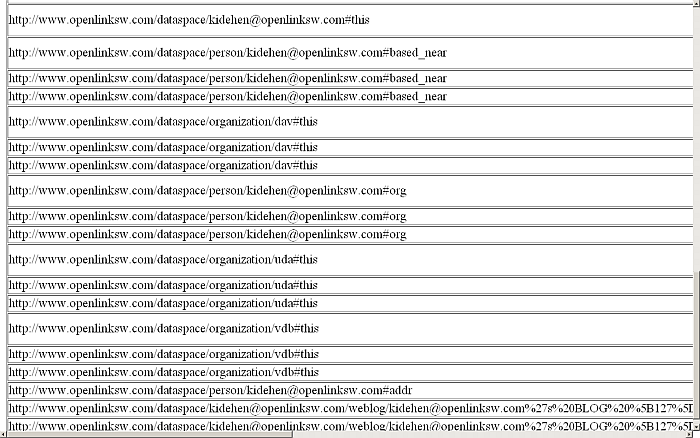 http://www.openlinksw.com/dataspace/kidehen@openlinksw.com#this
http://www.openlinksw.com/dataspace/person/kidehen@openlinksw.com#based_near
http://www.openlinksw.com/dataspace/person/kidehen@openlinksw.com#based_near
http://www.openlinksw.com/dataspace/person/kidehen@openlinksw.com#based_near
http://www.openlinksw.com/dataspace/organization/dav#this
http://www.openlinksw.com/dataspace/organization/dav#this
http://www.openlinksw.com/dataspace/organization/dav#this
http://www.openlinksw.com/dataspace/person/kidehen@openlinksw.com#org
http://www.openlinksw.com/dataspace/person/kidehen@openlinksw.com#org
http://www.openlinksw.com/dataspace/person/kidehen@openlinksw.com#org
http://www.openlinksw.com/dataspace/organization/uda#this
http://www.openlinksw.com/dataspace/organization/uda#this
http://www.openlinksw.com/dataspace/organization/uda#this
http://www.openlinksw.com/dataspace/organization/vdb#this
http://www.openlinksw.com/dataspace/organization/vdb#this
http://www.openlinksw.com/dataspace/organization/vdb#this
http://www.openlinksw.com/dataspace/person/kidehen@openlinksw.com#addr
http://www.openlinksw.com/dataspace/kidehen@openlinksw.com/weblog/kidehen@openlinksw.com%27s%20BLOG%20%5B127%5D
http://www.openlinksw.com/dataspace/kidehen@openlinksw.com/weblog/kidehen@openlinksw.com%27s%20BLOG%20%5B127%5D